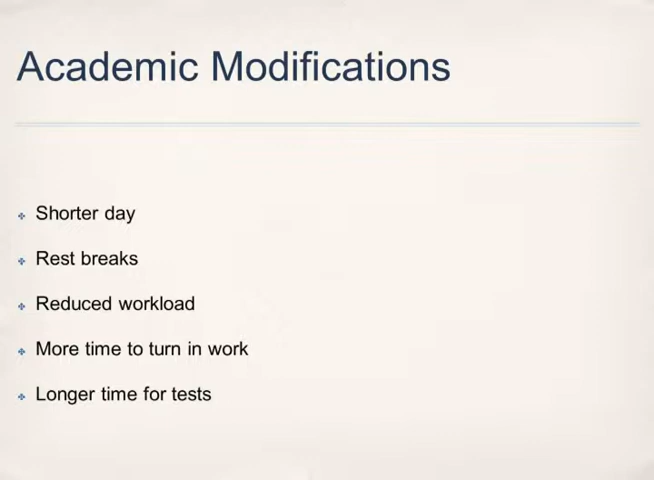 Academic Modifications
Shorter day
Rest breaks
Reduced workload
More time to turn in work
Longer time for tests